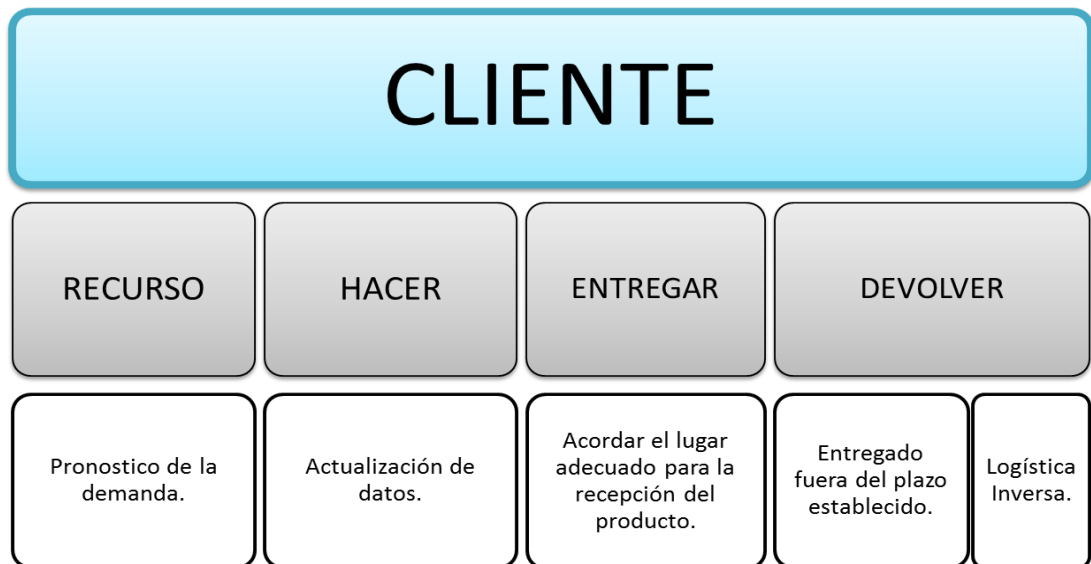 CLIENTE
RECURSO
HACER
ENTREGAR
DEVOLVER
Pronostico de la
demanda.
Actualización de
datos.
Acordar el lugar
adecuado para la
recepción del
producto.
Entregado
fuera del plazo
establecido.
Logística
Inversa.